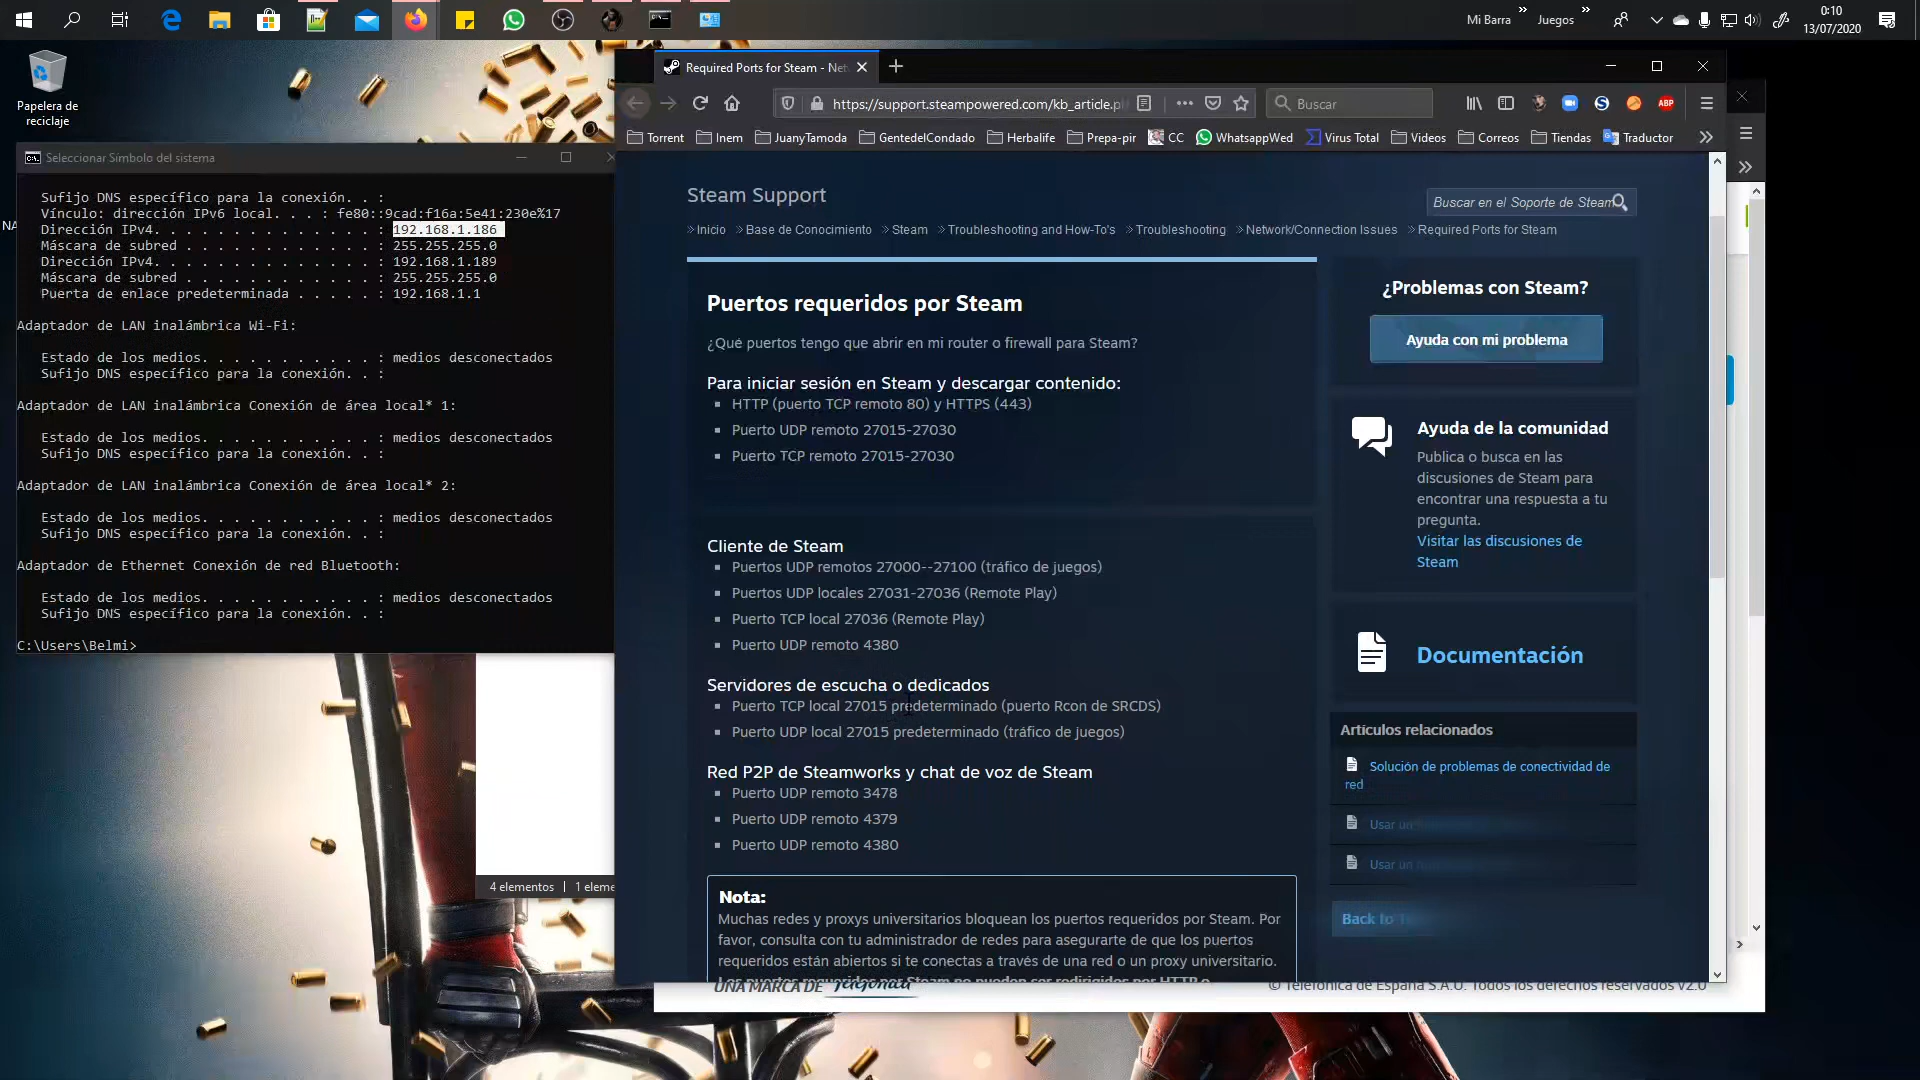 Mi Barra
»
Juegos
»
0:10
13/07/2020
Papelera de
reciclaje
NA
Seleccionar Símbolo del sistema
Sufijo DNS específico para la conexión. . :
Vínculo: dirección IPv6 local. . . : fe80::9cad:f16a:5e41:230e%17
Dirección IPv4. . . . . . . . . . . . . . : 192.168.1.186
Máscara de subred . . . . . . . . . . . . : 255.255.255.0
Dirección IPv4. . . . . . . . . . . . . . : 192.168.1.189
Máscara de subred . . . . . . . . . . . . : 255.255.255.0
Puerta de enlace predeterminada . . . . . : 192.168.1.1
Adaptador de LAN inalámbrica Wi-Fi:
Estado de los medios. . . . . . . . . . . : medios desconectados
Sufijo DNS específico para la conexión. . :
Adaptador de LAN inalámbrica Conexión de área local* 1:
Estado de los medios. . . . . . . . . . . : medios desconectados
Sufijo DNS específico para la conexión. . :
Adaptador de LAN inalámbrica Conexión de área local* 2:
Estado de los medios. . . . . . . . . . . : medios desconectados
Sufijo DNS específico para la conexión. . :
Adaptador de Ethernet Conexión de red Bluetooth:
Estado de los medios. . . . . . . . . . . : medios desconectados
Sufijo DNS específico para la conexión. . :
C:\Users\Belmi>
4 elementos
1 eleme
Required Ports for Steam - Net
https://support.steampowered.com/kb_article.p
Buscar
ABP
Torrent
Inem
JuanyTamoda
GentedelCondado
Herbalife
Prepa-pir
CC
WhatsappWed
Virus Total
Videos
Correos
Tiendas
Traductor
»
Steam Support
Buscar en el Soporte de Steam
» Inicio » Base de Conocimiento » Steam » Troubleshooting and How-To's » Troubleshooting » Network/Connection Issues » Required Ports for Steam
Puertos requeridos por Steam
¿Qué puertos tengo que abrir en mi router o firewall para Steam?
Para iniciar sesión en Steam y descargar contenido:
HTTP (puerto TCP remoto 80) y HTTPS (443)
Puerto UDP remoto 27015-27030
Puerto TCP remoto 27015-27030
Cliente de Steam
Puertos UDP remotos 27000--27100 (tráfico de juegos)
Puertos UDP locales 27031-27036 (Remote Play)
Puerto TCP local 27036 (Remote Play)
Puerto UDP remoto 4380
Servidores de escucha o dedicados
Puerto TCP local 27015 predeterminado (puerto Rcon de SRCDS)
Puerto UDP local 27015 predeterminado (tráfico de juegos)
Red P2P de Steamworks y chat de voz de Steam
Puerto UDP remoto 3478
Puerto UDP remoto 4379
Puerto UDP remoto 4380
Nota:
Muchas redes y proxys universitarios bloquean los puertos requeridos por Steam. Por
favor, consulta con tu administrador de redes para asegurarte de que los puertos
requeridos están abiertos si te conectas a través de una red o un proxy universitario.
Los puertos requeridos por Steam no pueden ser redirigidos por HTTP o
¿Problemas con Steam?
Ayuda con mi problema
Ayuda de la comunidad
Publica o busca en las
discusiones de Steam para
encontrar una respuesta a tu
pregunta.
Visitar las discusiones de
Steam
Documentación
Artículos relacionados
Solución de problemas de conectividad de
red
Usar un
Usar un
Back to
UNA MARCA DE Telefónica
© Telefónica de España S.A.U. Todos los derechos reservados v2.0